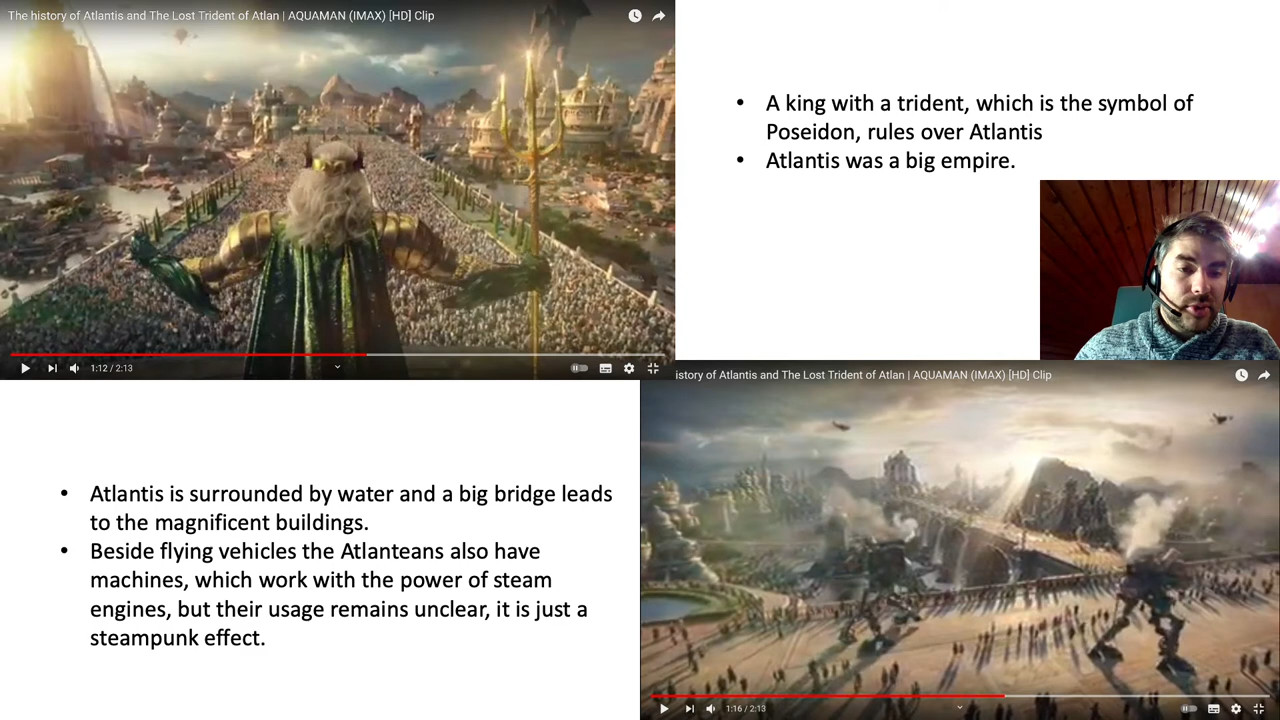 The history of Atlantis and The Lost Trident of Atlan | AQUAMAN (IMAX) [HD] Clip
• A king with a trident, which is the symbol of
Poseidon, rules over Atlantis
• Atlantis was a big empire.
1:12 / 2:13
istory of Atlantis and The Lost Trident of Atlan | AQUAMAN (IMAX) [HD] Clip
• Atlantis is surrounded by water and a big bridge leads
to the magnificent buildings.
• Beside flying vehicles the Atlanteans also have
machines, which work with the power of steam
engines, but their usage remains unclear, it is just a
steampunk effect.
1:16 / 2:13